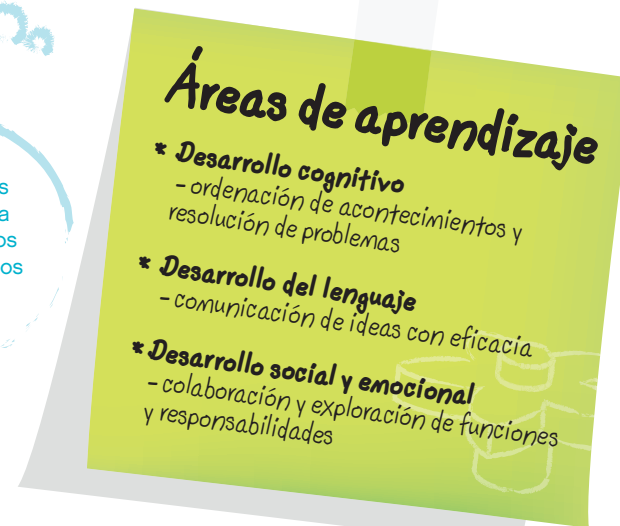 Áreas de aprendizaje
* Desarrollo cognitivo
- ordenación de acontecimientos y
resolución de problemas
* Desarrollo del lenguaje
- comunicación de ideas con eficacia
* Desarrollo social y emocional
- colaboración y exploración de funciones
y responsabilidades